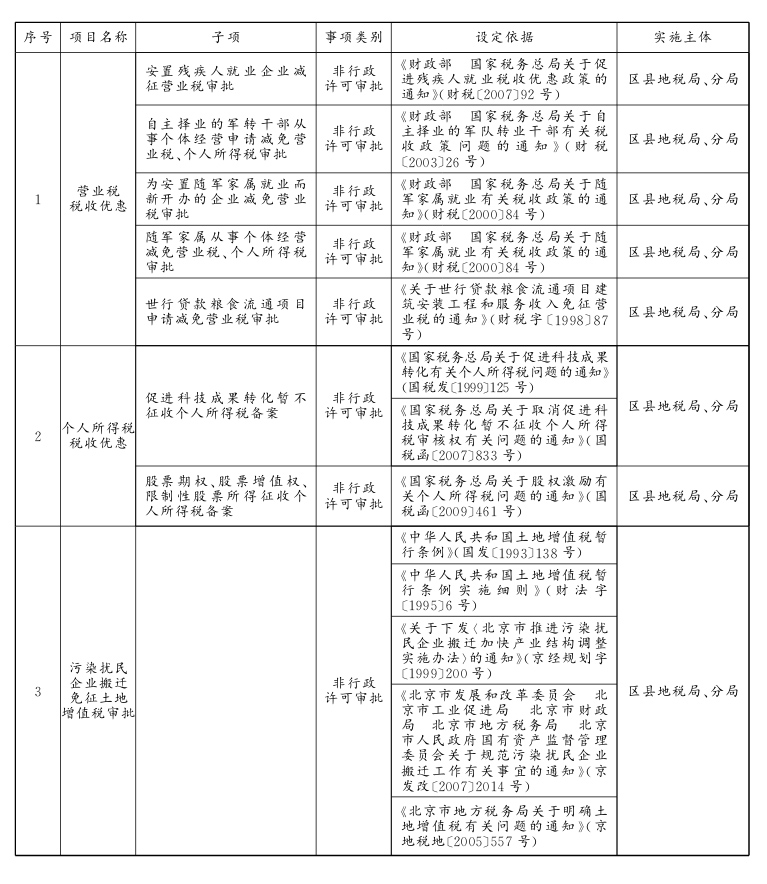 序号 项目名称 子项 事项类别 设定依据 实施主体
1
营业税
税收优惠
安置残疾人就业企业减
征营业税审批
非行政
许可审批
《财政部　国家税务总局关于促
进残疾人就业税收优惠政策的
通知》(财税〔2007〕92号)
区县地税局、分局
自主择业的军转干部从
事个体经营申请减免营
业税、个人所得税审批
非行政
许可审批
《财政部　国家税务总局关于自
主择业的军队转业干部有关税
收政策问题的通知》(财税
〔2003〕26号)
区县地税局、分局
为安置随军家属就业而
新开办的企业减免营业
税审批
非行政
许可审批
《财政部　国家税务总局关于随
军家属就业有关税收政策的通
知》(财税〔2000〕84号)
区县地税局、分局
随军家属从事个体经营
减免营业税、个人所得税
审批
非行政
许可审批
《财政部　国家税务总局关于随
军家属就业有关税收政策的通
知》(财税〔2000〕84号)
区县地税局、分局
世行贷款粮食流通项目
申请减免营业税审批
非行政
许可审批
《关于世行贷款粮食流通项目建
筑安装工程和服务收入免征营
业税的通知》(财税字〔1998〕87
号)
区县地税局、分局
2
个人所得税
税收优惠
促进科技成果转化暂不
征收个人所得税备案
非行政
许可审批
《国家税务总局关于促进科技成果
转化有关个人所得税问题的通知》
(国税发〔1999〕125号)
《国家税务总局关于取消促进科
技成果转化暂不征收个人所得
税审核权有关问题的通知》(国
税函〔2007〕833号)
区县地税局、分局
股票期权、股票增值权、
限制性股票所得征收个
人所得税备案
非行政
许可审批
《国家税务总局关于股权激励有
关个人所得税问题的通知》(国
税函〔2009〕461号)
区县地税局、分局
3
污染扰民
企业搬迁
免征土地
增值税审批
非行政
许可审批
《中华人民共和国土地增值税暂
行条例》(国发〔1993〕138号)
《中华人民共和国土地增值税暂
行条例实施细则》(财法字
〔1995〕6号)
《关于下发〈北京市推进污染扰
民企业搬迁加快产业结构调整
实施办法〉的通知》(京经规划字
〔1999〕200号)
《北京市发展和改革委员会　北
京市工业促进局　北京市财政
局　北京市地方税务局　北京
市人民政府国有资产监督管理
委员会关于规范污染扰民企业
搬迁工作有关事宜的通知》(京
发改〔2007〕2014号)
《北京市地方税务局关于明确土
地增值税有关问题的通知》(京
地税地〔2005〕557号)
区县地税局、分局